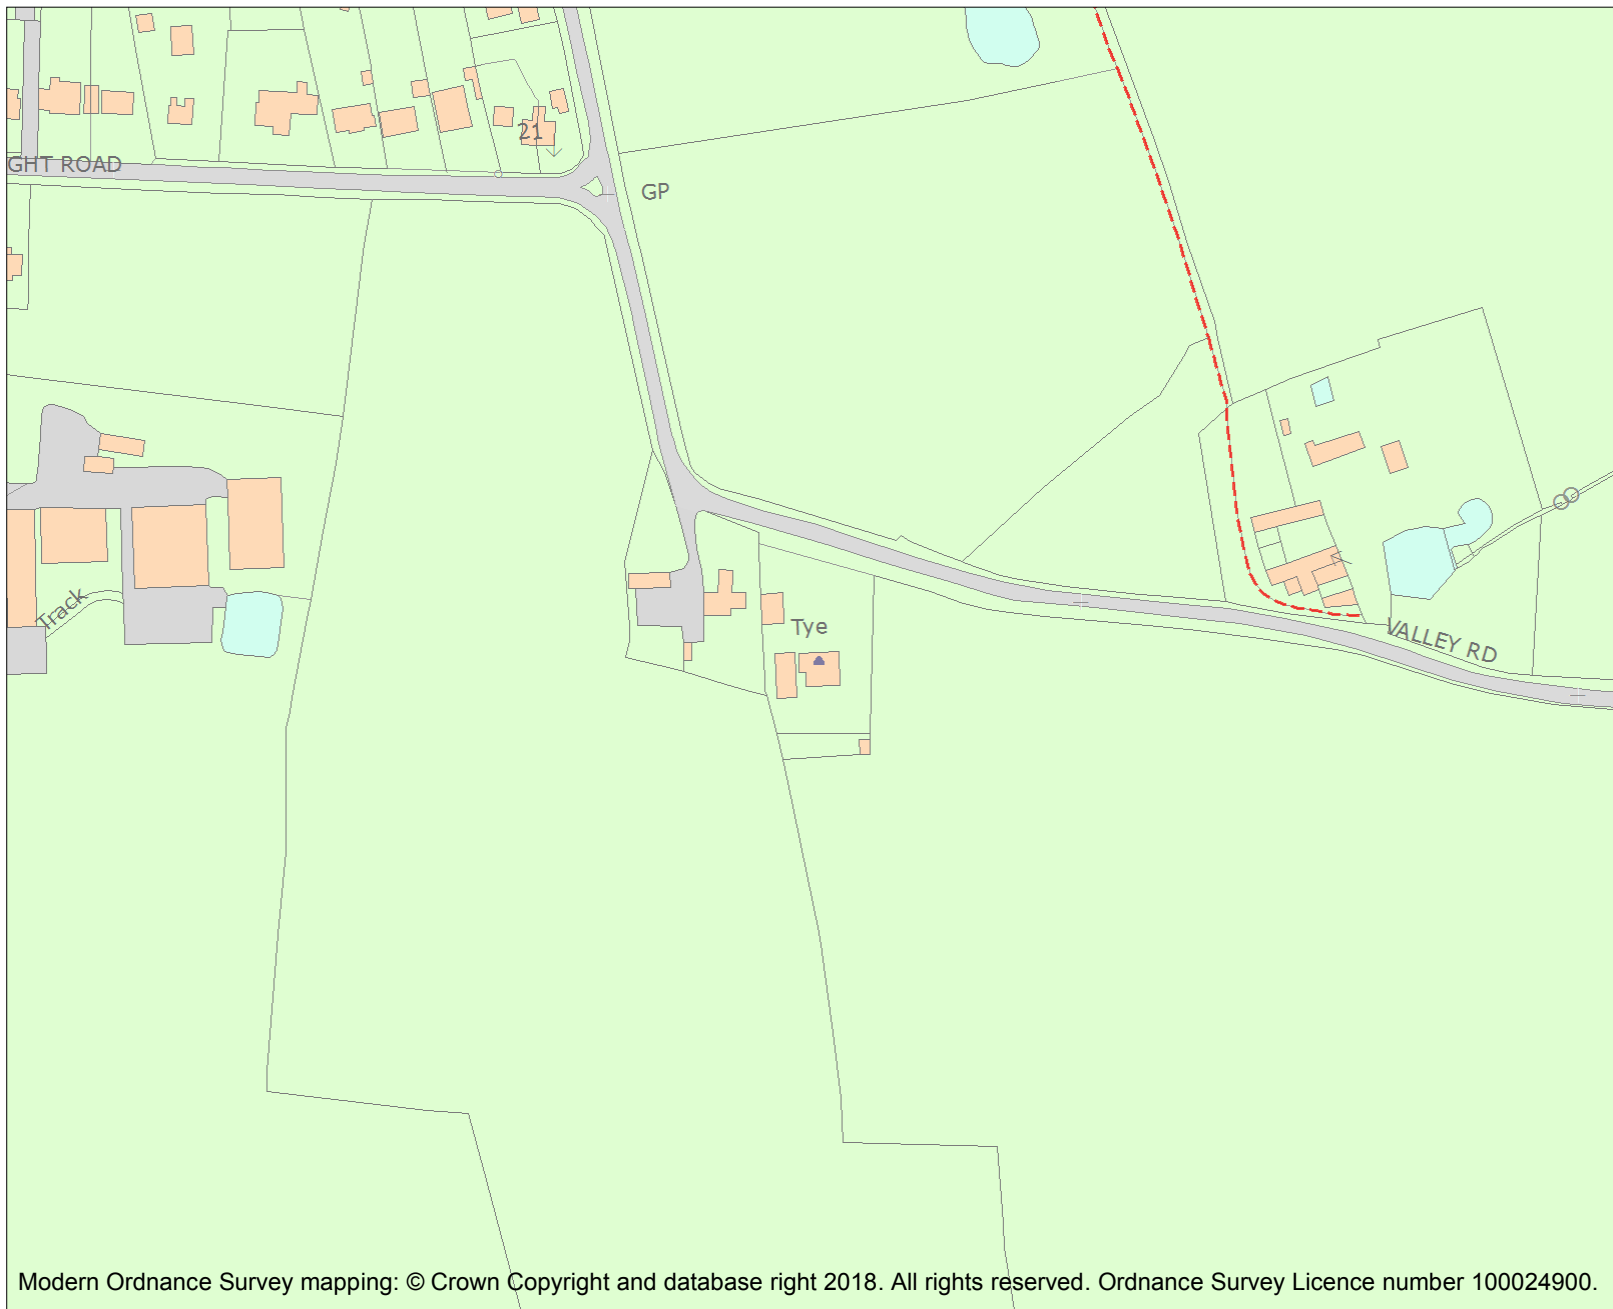 21
GHT ROAD
GP
Track
Tye
VALLEY RD
Modern Ordnance Survey mapping: © Crown Copyright and database right 2018. All rights reserved. Ordnance Survey Licence number 100024900.